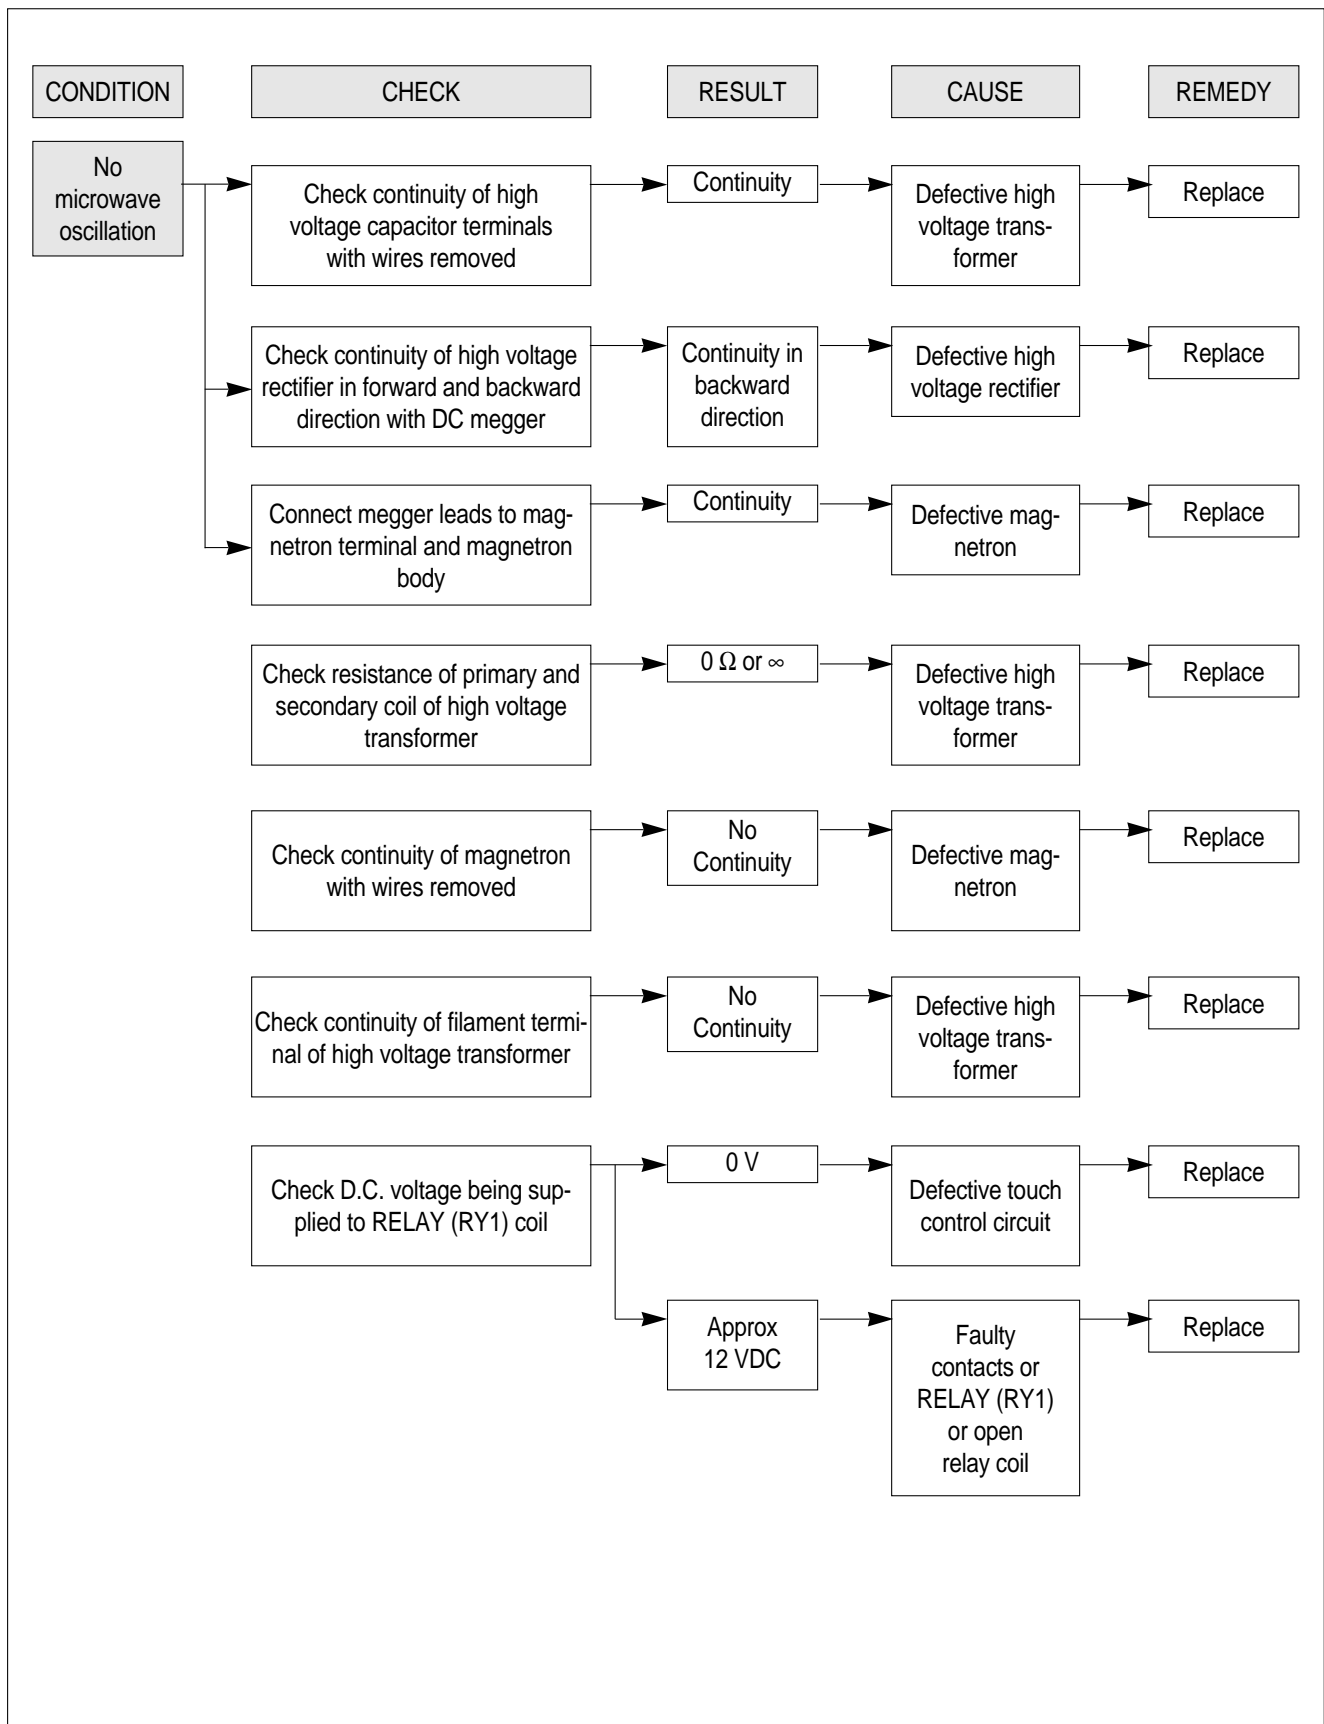 CONDITION
CHECK
RESULT
CAUSE
REMEDY
No
microwave
oscillation
Check continuity of high
voltage capacitor terminals
with wires removed
Continuity
Defective high
voltage trans-
former
Replace
Check continuity of high voltage
rectifier in forward and backward
direction with DC megger
Continuity in
backward
direction
Defective high
voltage rectifier
Replace
Connect megger leads to mag-
netron terminal and magnetron
body
Continuity
Defective mag-
netron
Replace
Check resistance of primary and
secondary coil of high voltage
transformer
0 Ω or ∞
Defective high
voltage trans-
former
Replace
Check continuity of magnetron
with wires removed
No
Continuity
Defective mag-
netron
Replace
Check continuity of filament termi-
nal of high voltage transformer
No
Continuity
Defective high
voltage trans-
former
Replace
Check D.C. voltage being sup-
plied to RELAY (RY1) coil
0 V
Defective touch
control circuit
Replace
Approx
12 VDC
Faulty
contacts or
RELAY (RY1)
or open
relay coil
Replace